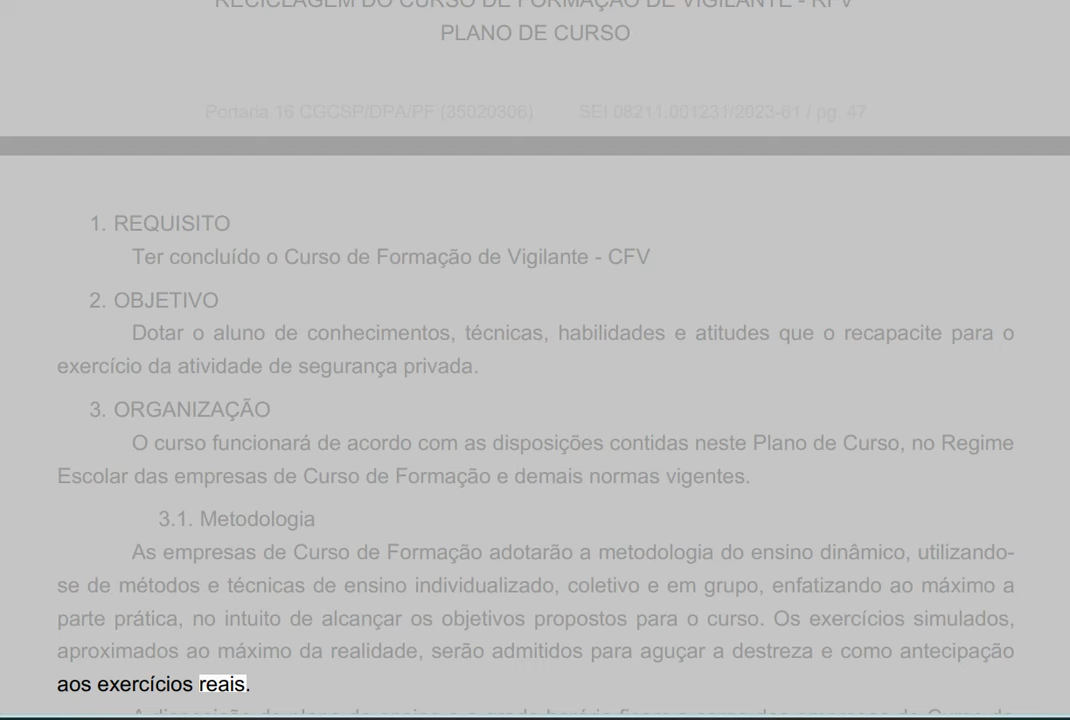 RECICLAGEM DO CURSO DE FORMAÇÃO DE VIGILANTE - RFV
PLANO DE CURSO
Portaria 16 CGCSP/DPA/PF (35020306) SEI 08211.001231/2023-61 / pg. 47
1. REQUISITO
Ter concluído o Curso de Formação de Vigilante - CFV
2. OBJETIVO
Dotar o aluno de conhecimentos, técnicas, habilidades e atitudes que o recapacite para o
exercício da atividade de segurança privada.
3. ORGANIZAÇÃO
O curso funcionará de acordo com as disposições contidas neste Plano de Curso, no Regime
Escolar das empresas de Curso de Formação e demais normas vigentes.
3.1. Metodologia
As empresas de Curso de Formação adotarão a metodologia do ensino dinâmico, utilizando-
se de métodos e técnicas de ensino individualizado, coletivo e em grupo, enfatizando ao máximo a
parte prática, no intuito de alcançar os objetivos propostos para o curso. Os exercícios simulados,
aproximados ao máximo da realidade, serão admitidos para aguçar a destreza e como antecipação
aos exercícios reais.